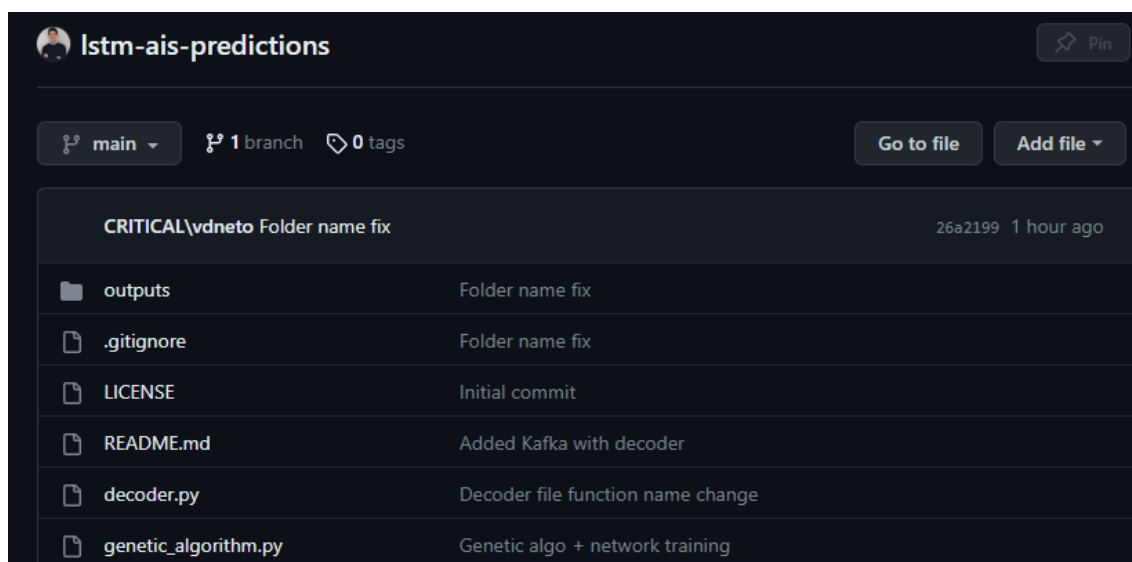 lstm-ais-predictions Pin
main 1 branch 0 tags Go to file Add file
CRITICAL\vdneto Folder name fix 26a2199 1 hour ago
outputs Folder name fix
.gitignore Folder name fix
LICENSE Initial commit
README.md Added Kafka with decoder
decoder.py Decoder file function name change
genetic_algorithm.py Genetic algo + network training